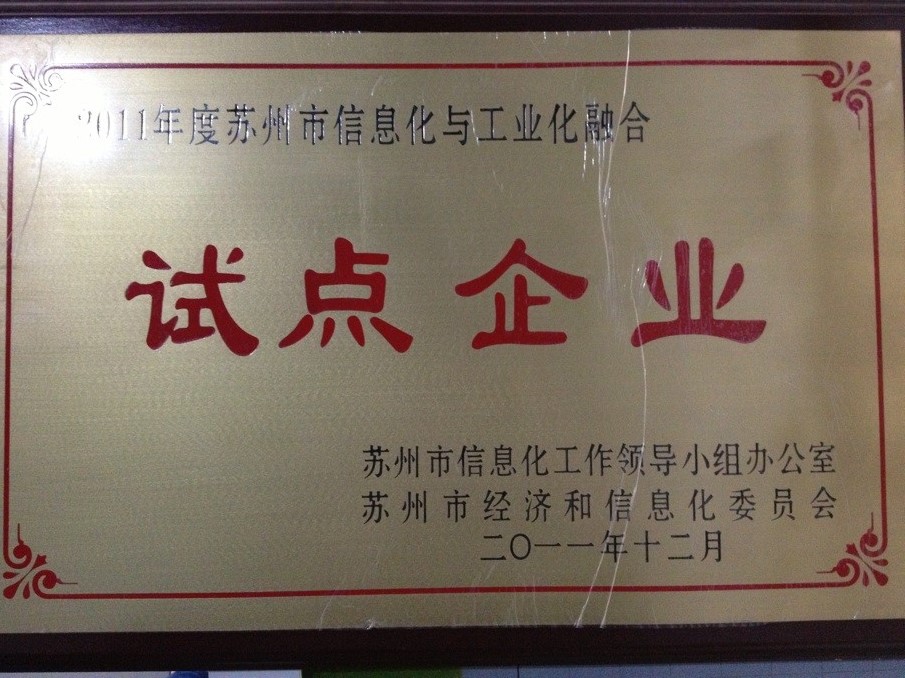 2011年度苏州市信息化与工业化融合
试点企业
苏州市信息化工作领导小组办公室
苏州市经济和信息化委员会
二〇一一年十二月